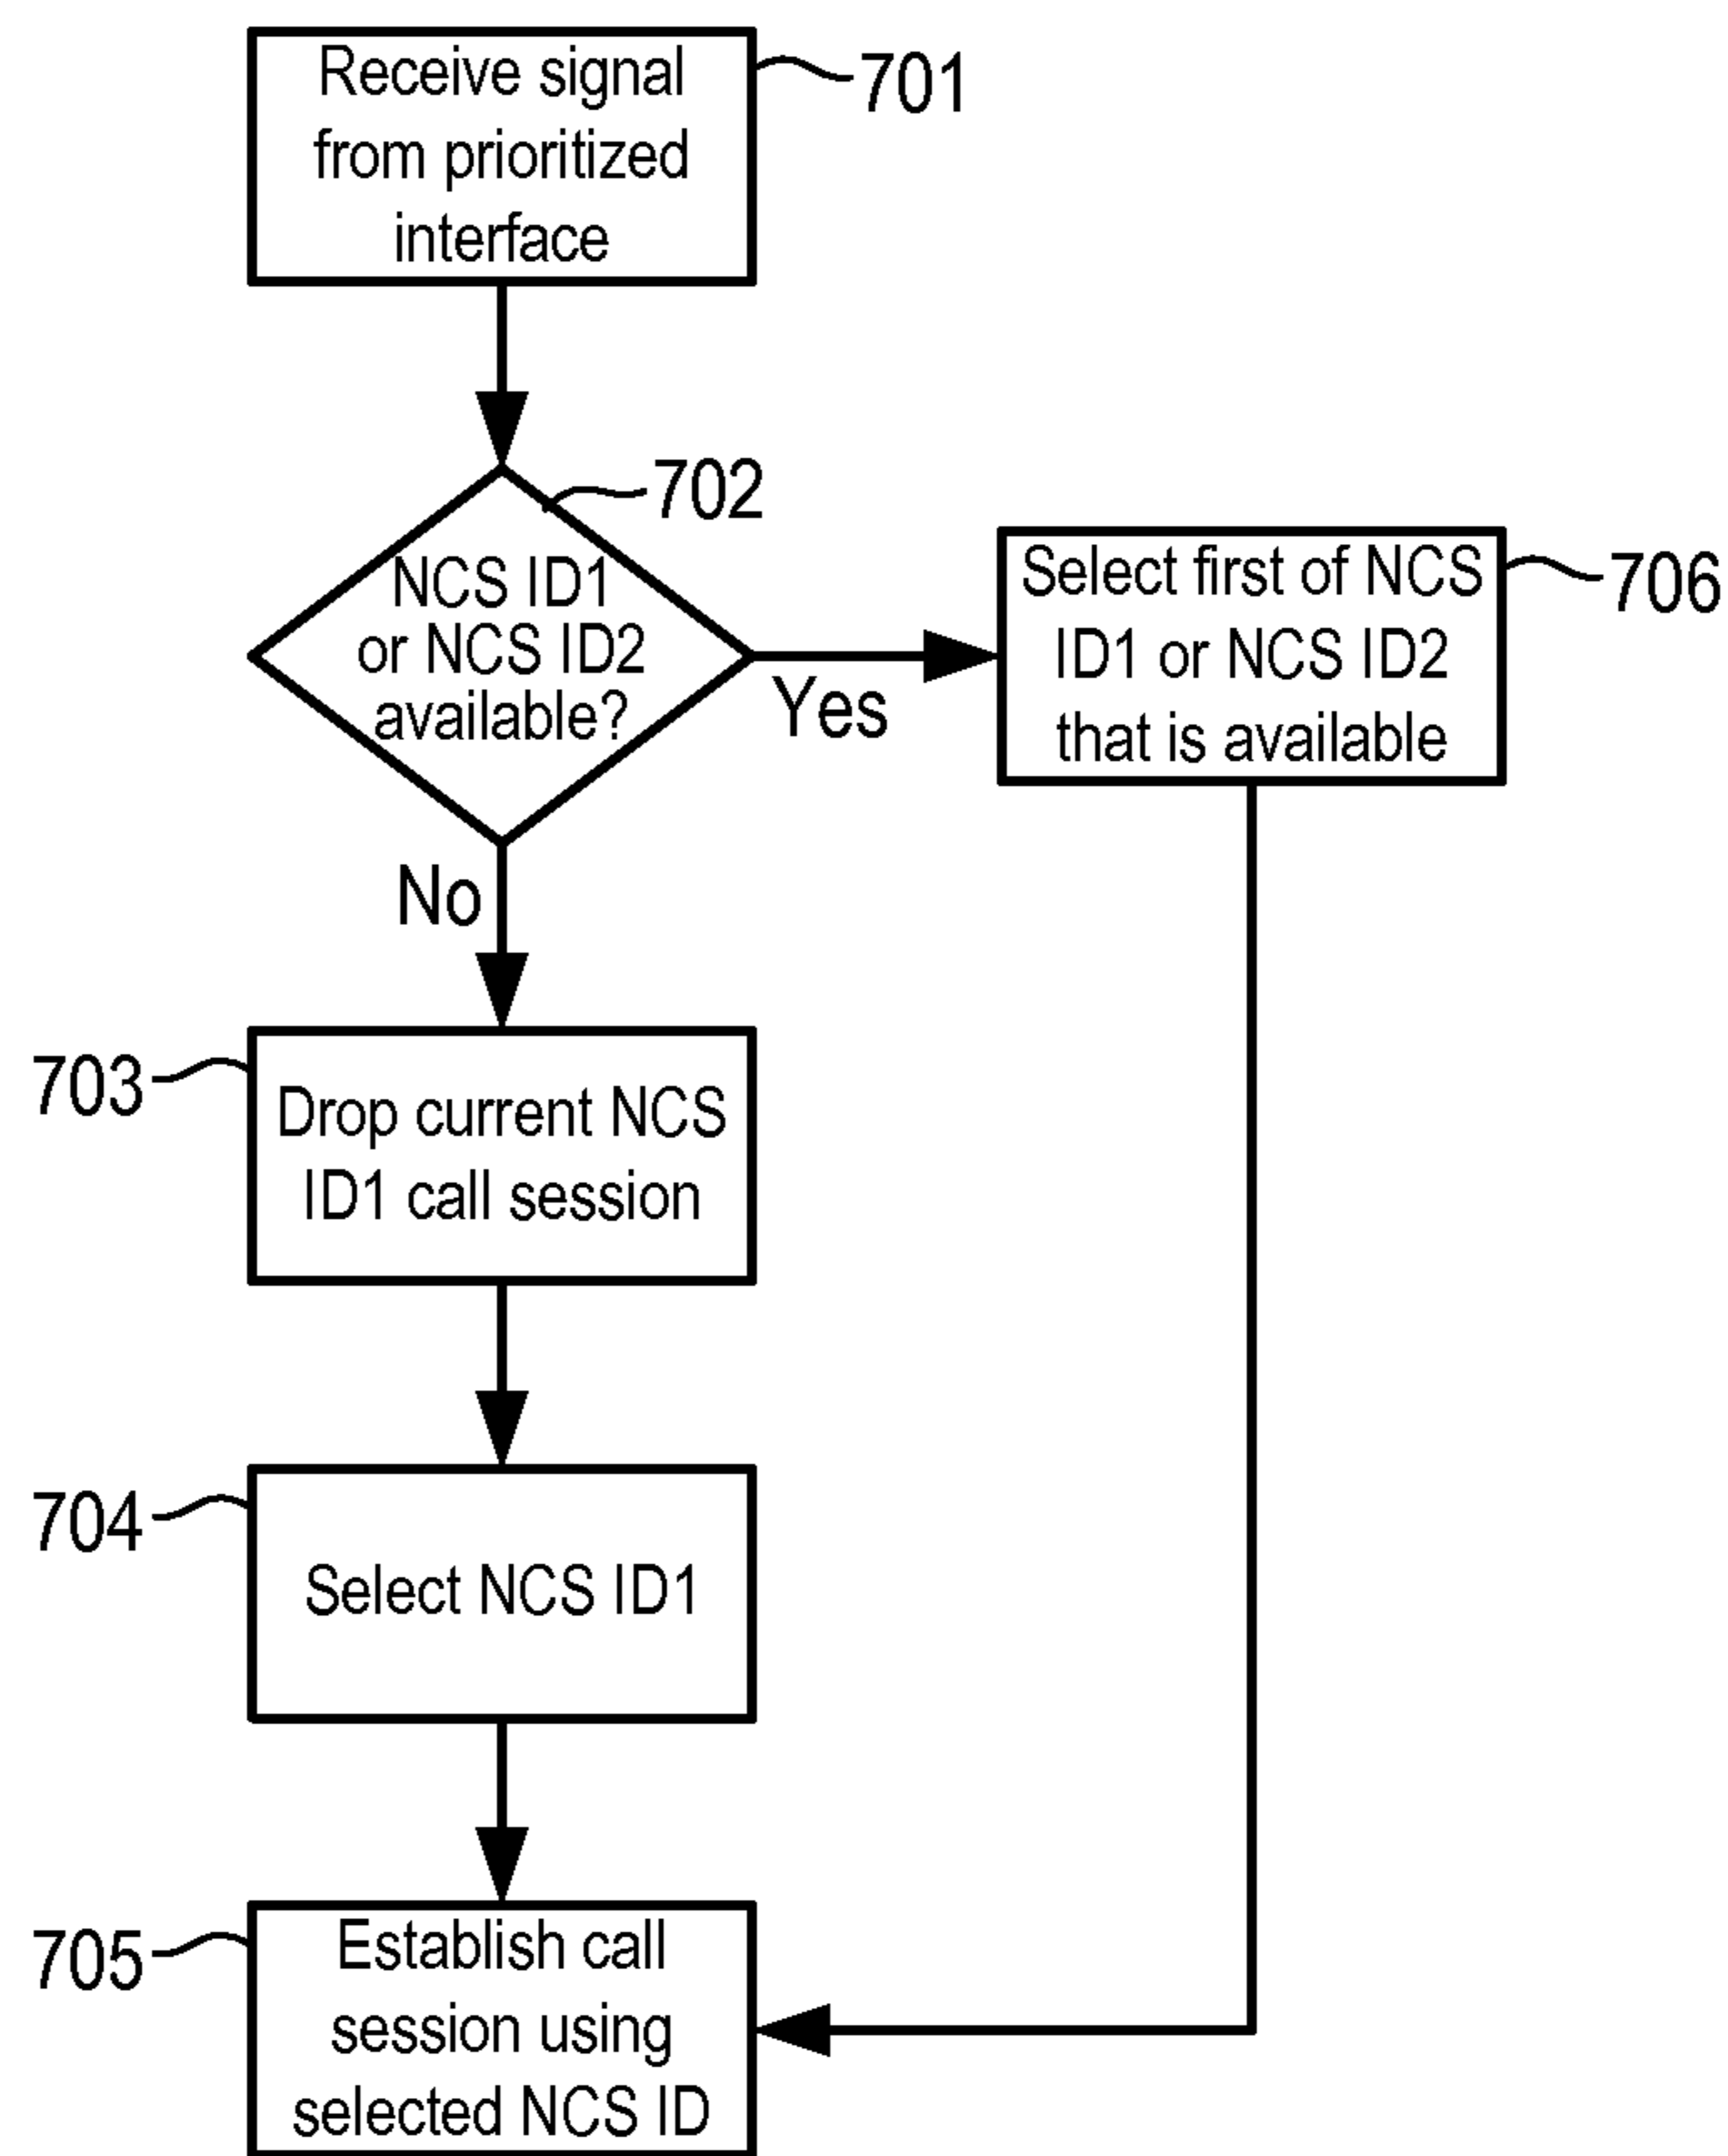 Receive signal
from prioritized
interface
701
702
NCS ID1
or NCS ID2
available?
Yes
Select first of NCS
ID1 or NCS ID2
that is available
706
No
703
Drop current NCS
ID1 call session
704
Select NCS ID1
705
Establish call
session using
selected NCS ID